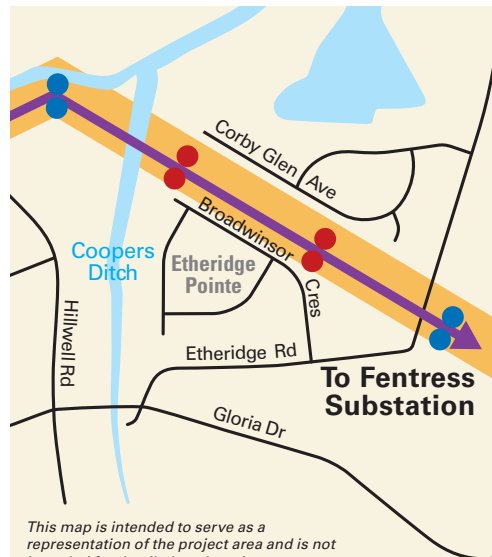 Corby Glen Ave
Broadwinsor
Cres
Coopers
Ditch
Etheridge
Pointe
Hillwell Rd
Etheridge Rd
To Fentress
Substation
Gloria Dr
This map is intended to serve as a
representation of the project area and is not